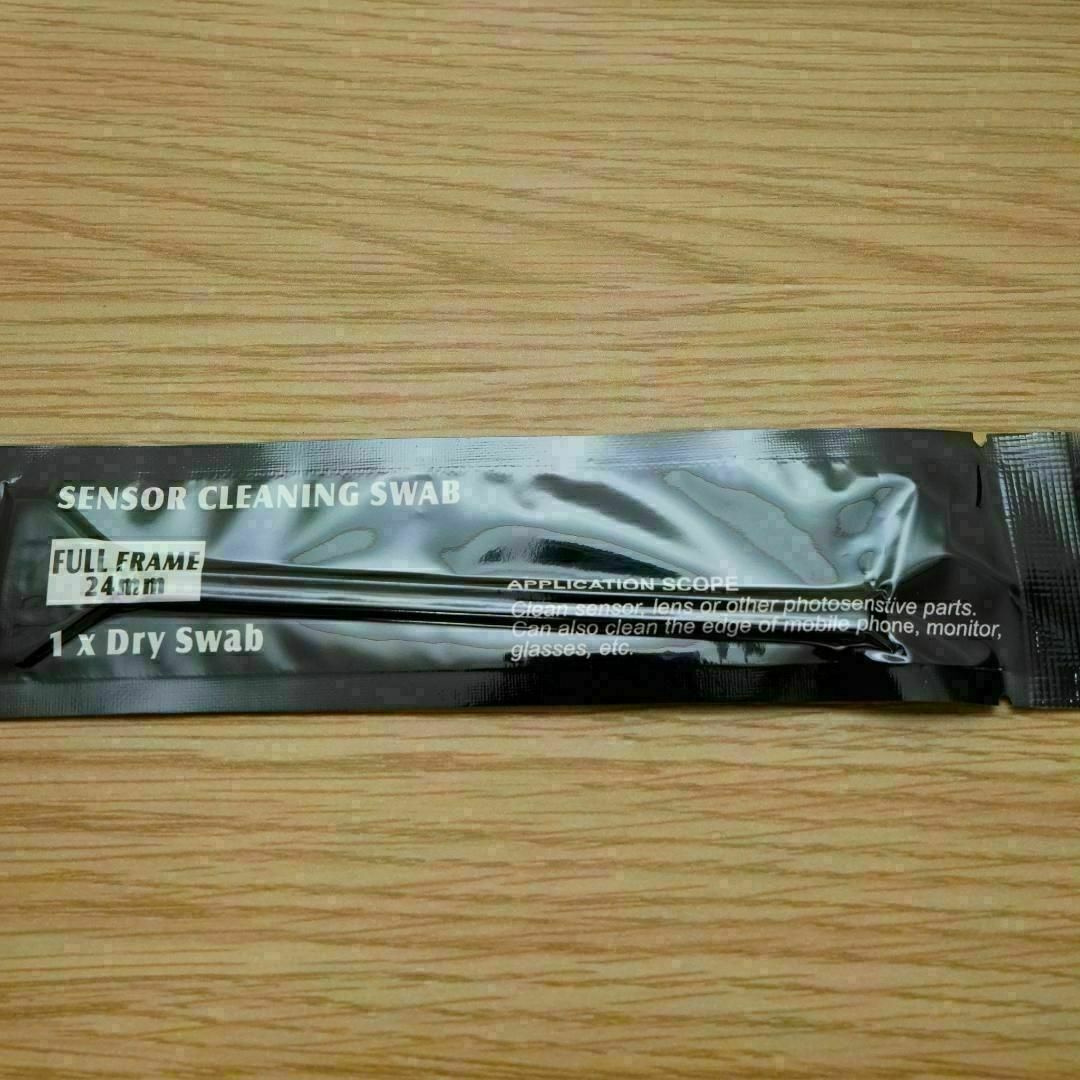 SENSOR CLEANING SWAB
FULL FRAME
24mm
1 x Dry Swab
APPLICATION SCOPE
Clean sensor, lens or other photosenstive parts.
Can also clean the edge of mobile phone, monitor,
glasses, etc.